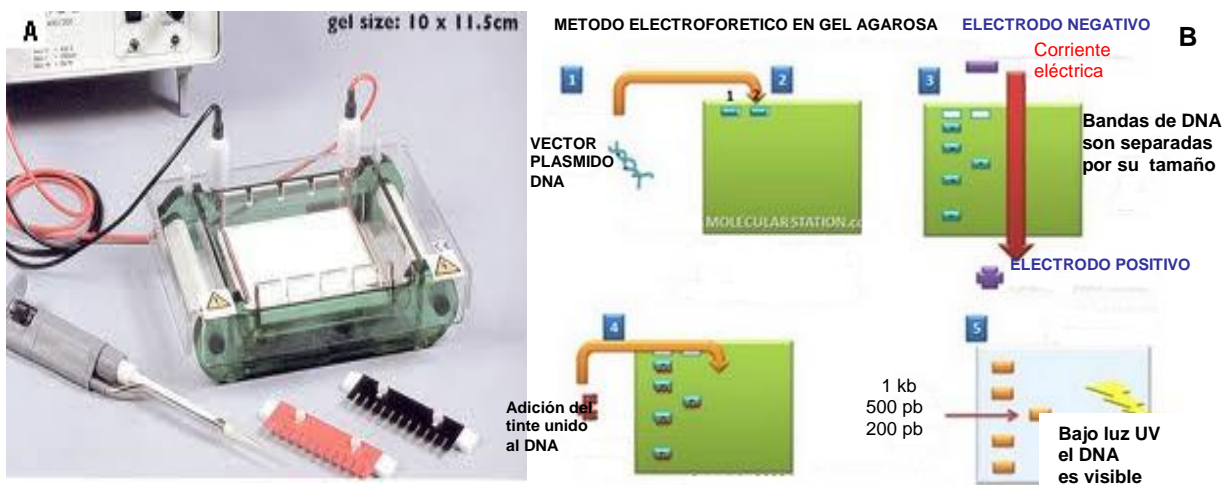 A
gel size: 10 x 11.5cm
METODO ELECTROFORETICO EN GEL AGAROSA
ELECTRODO NEGATIVO
B
Corriente
eléctrica
1
2
3
1
VECTOR
PLASMIDO
DNA
MOLECULARSTATION.co
Bandas de DNA
son separadas
por su tamaño
ELECTRODO POSITIVO
4
5
Adición del
tinte unido
al DNA
1 kb
500 pb
200 pb
Bajo luz UV
el DNA
es visible